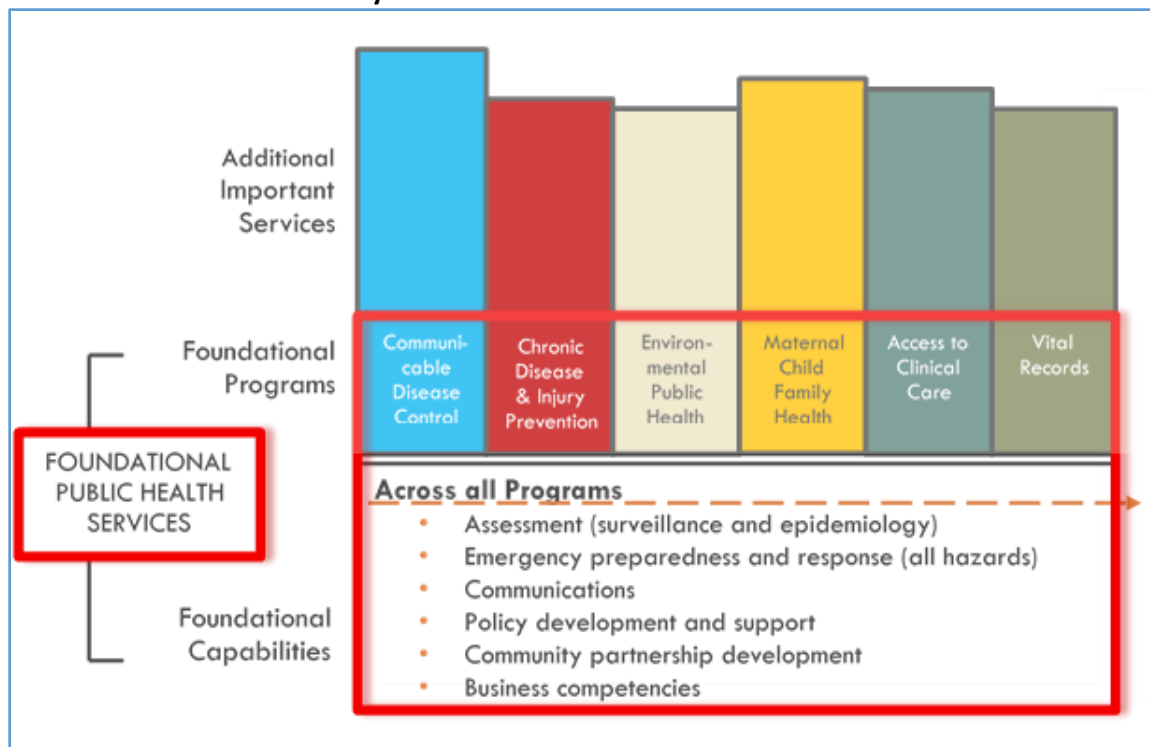 Additional
Important
Services
Foundational
Programs
Communi-
cable
Disease
Control
Chronic
Disease
& Injury
Prevention
Environ-
mental
Public
Health
Maternal
Child
Family
Health
Access to
Clinical
Care
Vital
Records
FOUNDATIONAL
PUBLIC HEALTH
SERVICES
Across all Programs
• Assessment (surveillance and epidemiology)
• Emergency preparedness and response (all hazards)
• Communications
• Policy development and support
• Community partnership development
• Business competencies
Foundational
Capabilities